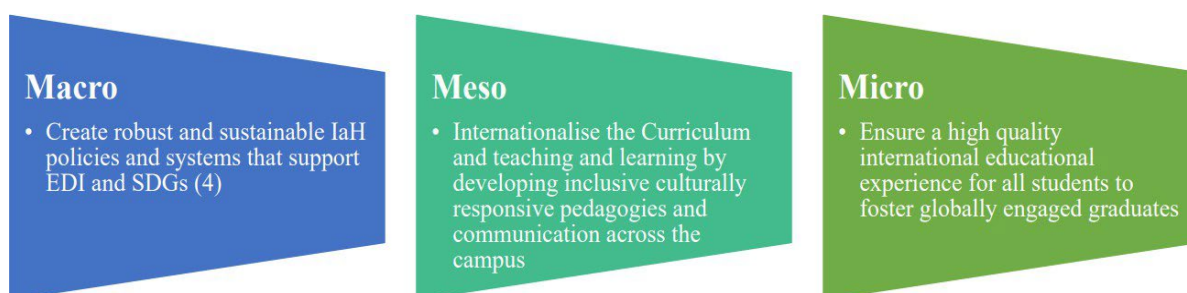 Macro
• Create robust and sustainable IaH
policies and systems that support
EDI and SDGs (4)
Meso
• Internationalise the Curriculum
and teaching and learning by
developing inclusive culturally
responsive pedagogies and
communication across the
campus
Micro
• Ensure a high quality
international educational
experience for all students to
foster globally engaged graduates